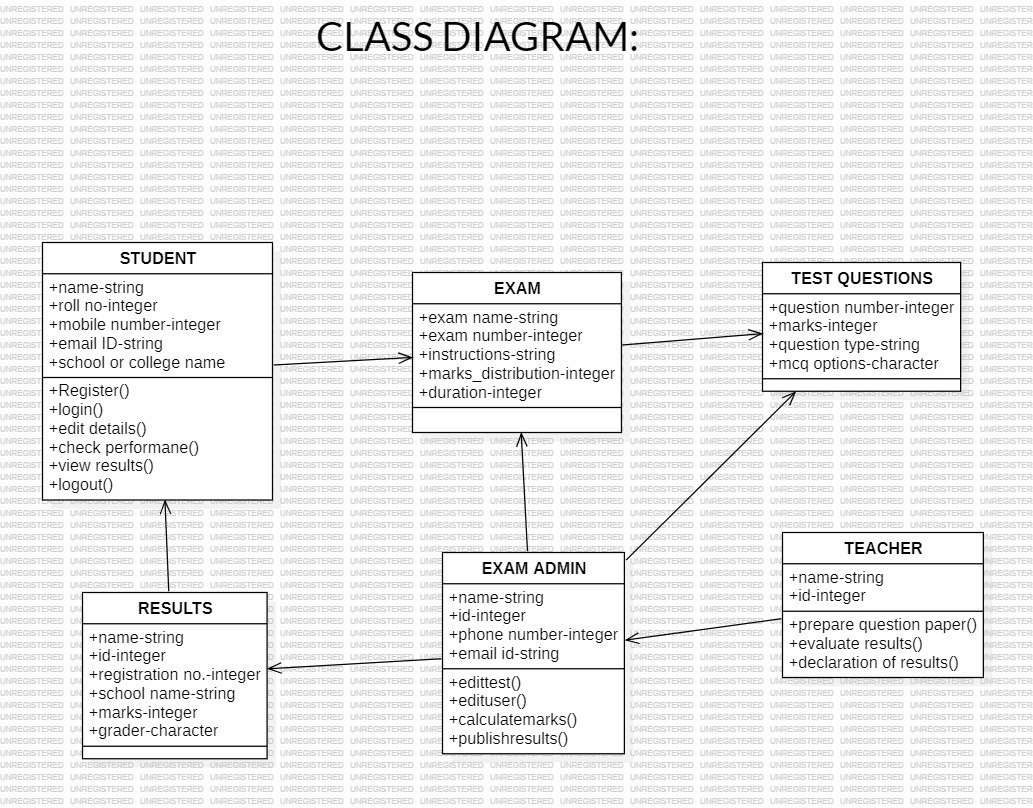 CLASS DIAGRAM:
STUDENT
+name-string
+roll no-integer
+mobile number-integer
+email ID-string
+school or college name
+Register()
+login()
+edit details()
+check performane()
+view results()
+logout()
EXAM
+exam name-string
+exam number-integer
+instructions-string
+marks_distribution-integer
+duration-integer
TEST QUESTIONS
+question number-integer
+marks-integer
+question type-string
+mcq options-character
RESULTS
+name-string
+id-integer
+registration no.-integer
+school name-string
+marks-integer
+grader-character
EXAM ADMIN
+name-string
+id-integer
+phone number-integer
+email id-string
+edittest()
+edituser()
+calculatemarks()
+publishresults()
TEACHER
+name-string
+id-integer
+prepare question paper()
+evaluate results()
+declaration of results()
UNREGISTERED